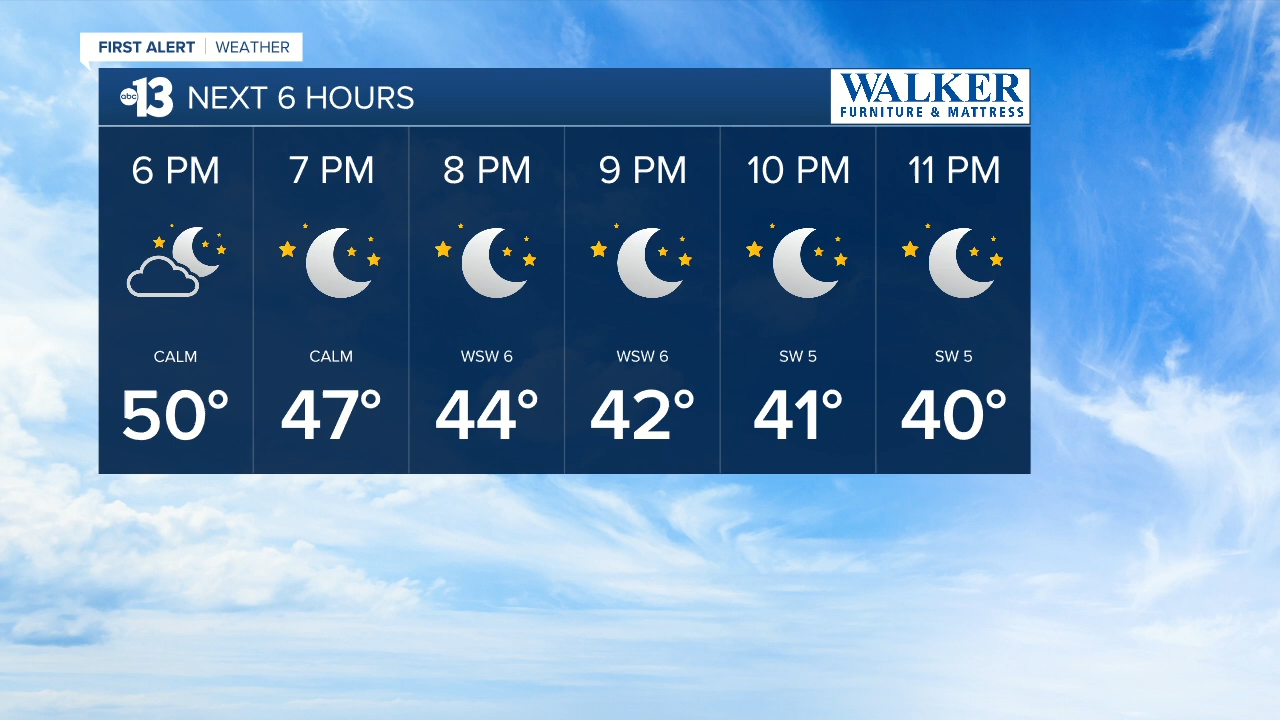 FIRST ALERT | WEATHER
abc 13 NEXT 6 HOURS
WALKER
FURNITURE & MATTRESS
6 PM 7 PM 8 PM 9 PM 10 PM 11 PM
CALM CALM WSW 6 WSW 6 SW 5 SW 5
50° 47° 44° 42° 41° 40°